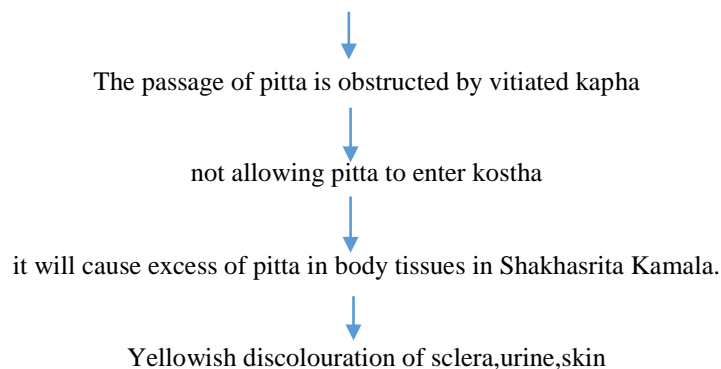 The passage of pitta is obstructed by vitiated kapha
not allowing pitta to enter kostha
it will cause excess of pitta in body tissues in Shakhasrita Kamala.
Yellowish discolouration of sclera,urine,skin